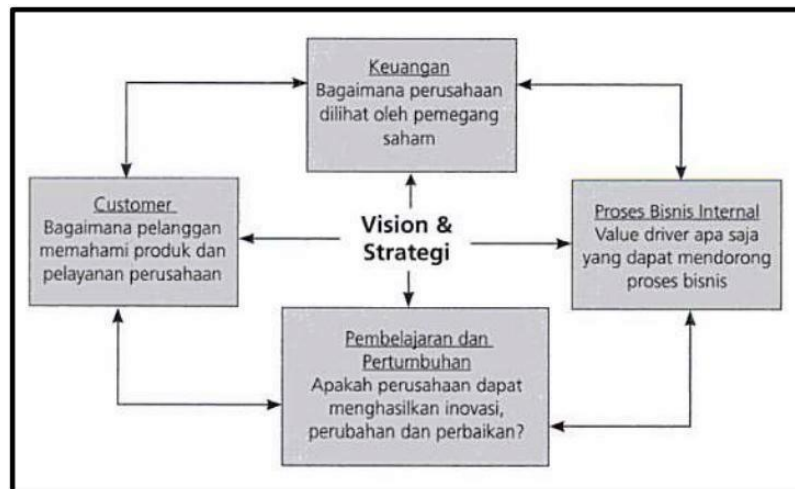 Keuangan
Bagaimana perusahaan
dilihat oleh pemegang
saham
Customer
Bagaimana pelanggan
memahami produk dan
pelayanan perusahaan
Vision &
Strategi
Proses Bisnis Internal
Value driver apa saja
yang dapat mendorong
proses bisnis
Pembelajaran dan
Pertumbuhan
Apakah perusahaan dapat
menghasilkan inovasi,
perubahan dan perbaikan?